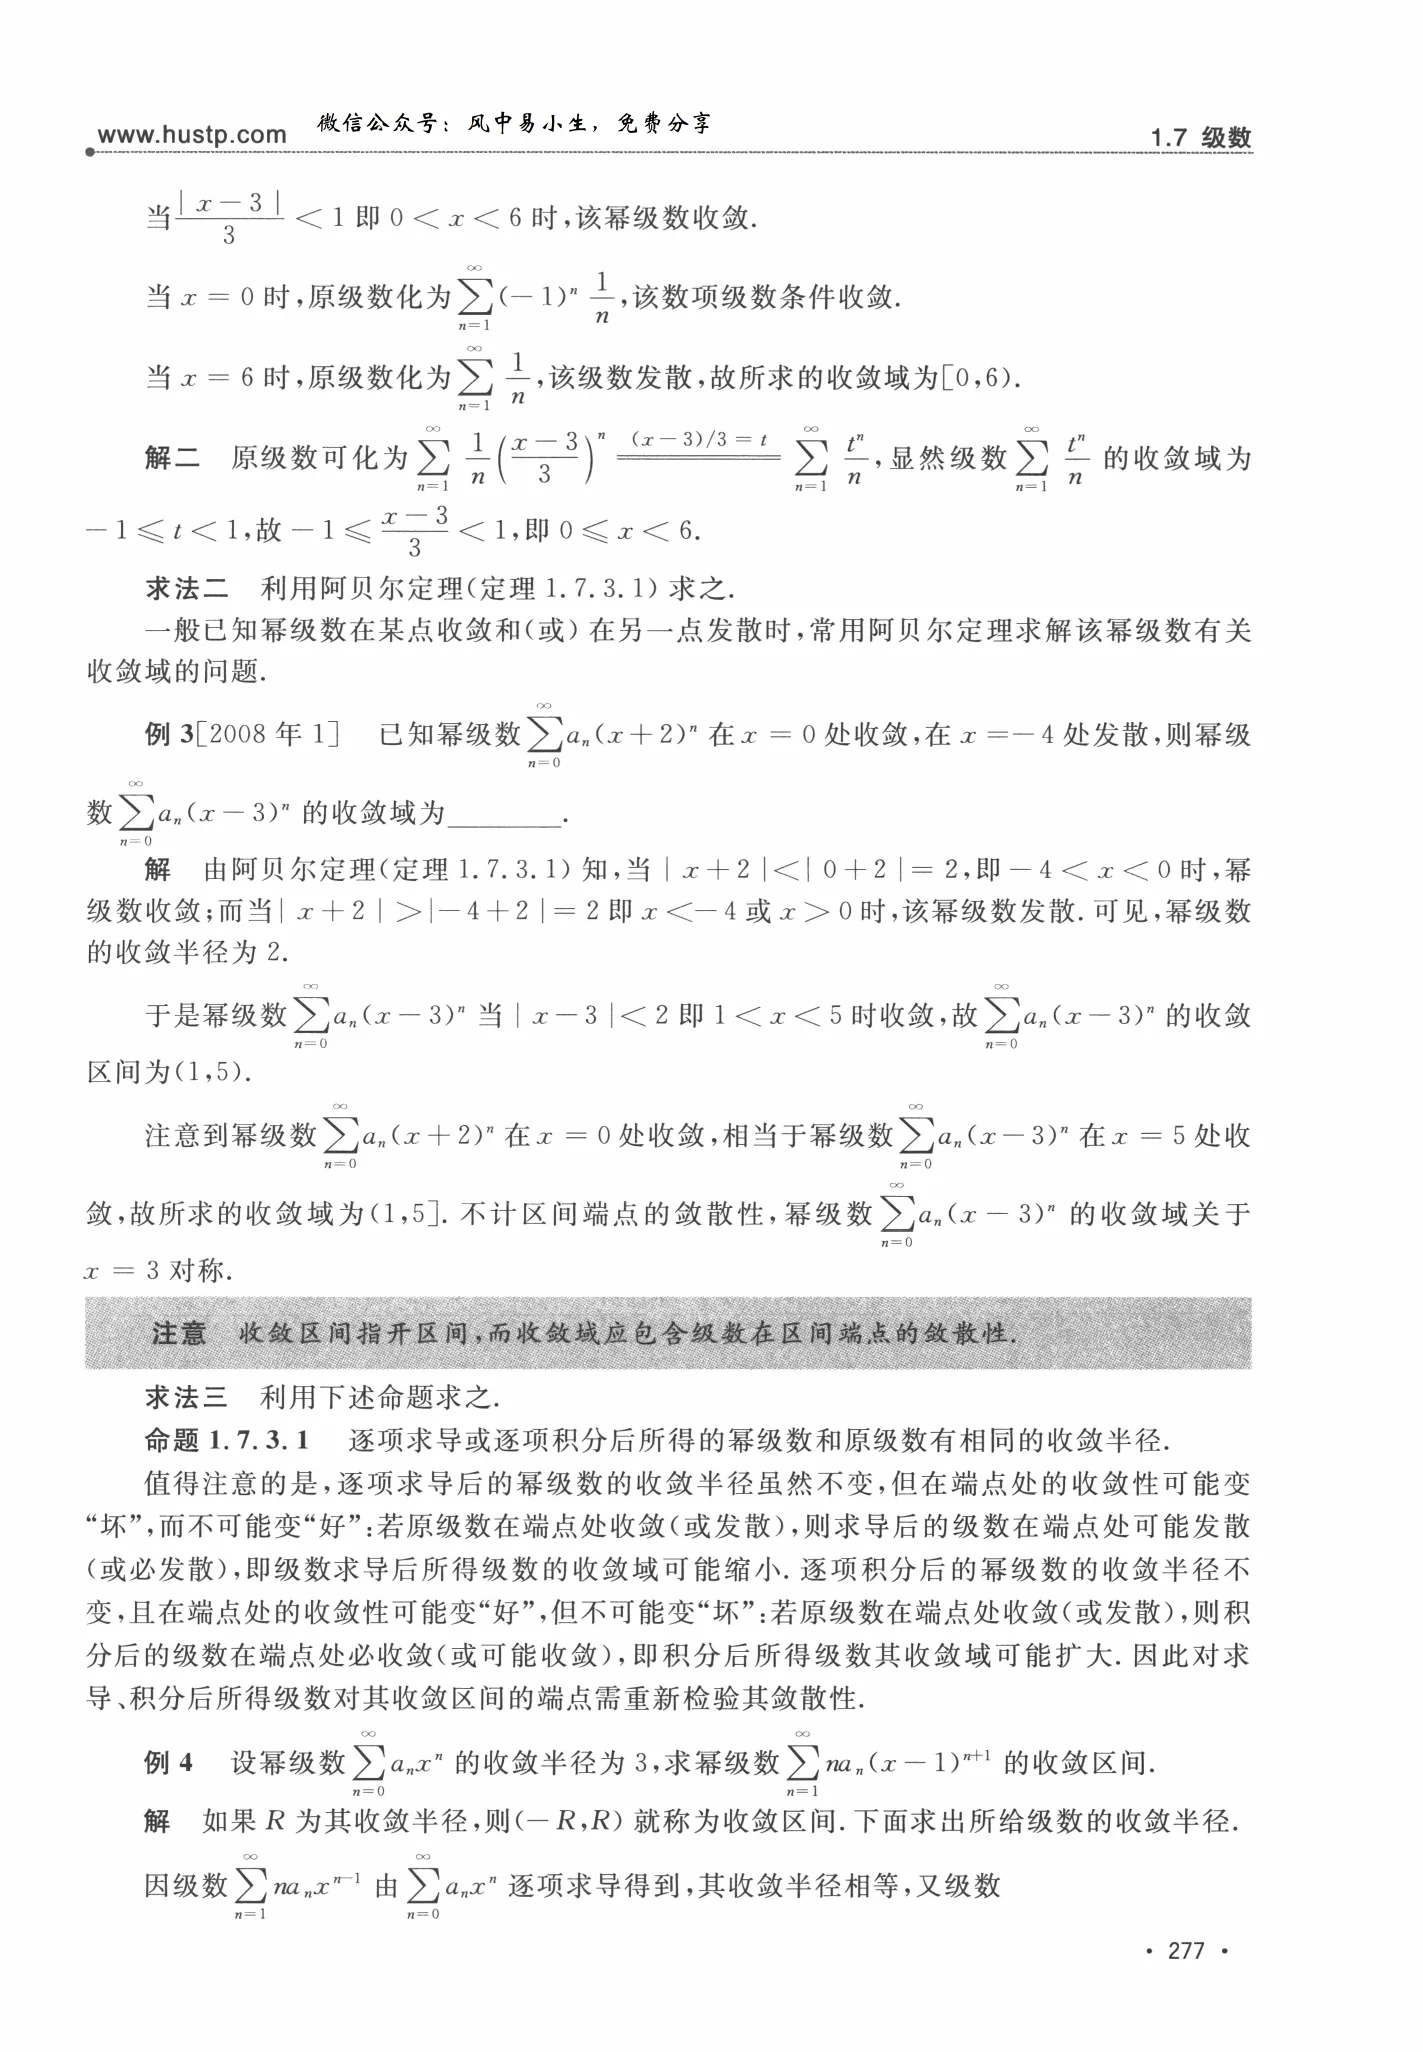 www.hustp.com 微信公众号：风中易小生，免费分享 1.7 级数
当$\frac{|x-3|}{3}<1$即$0<x<6$时,该幂级数收敛.
当$x=0$时,原级数化为$\sum_{n=1}^{\infty}(-1)^n\frac{1}{n}$,该数项级数条件收敛.
当$x=6$时,原级数化为$\sum_{n=1}^{\infty}\frac{1}{n}$,该级数发散,故所求的收敛域为$[0,6)$.
解二 原级数可化为$\sum_{n=1}^{\infty}\frac{1}{n}\left(\frac{x-3}{3}\right)^n\xlongequal{(x-3)/3=t}\sum_{n=1}^{\infty}\frac{t^n}{n}$,显然级数$\sum_{n=1}^{\infty}\frac{t^n}{n}$的收敛域为
$-1\leqslant t<1$,故$-1\leqslant\frac{x-3}{3}<1$,即$0\leqslant x<6$.
求法二 利用阿贝尔定理(定理1.7.3.1)求之.
一般已知幂级数在某点收敛和(或)在另一点发散时,常用阿贝尔定理求解该幂级数有关
收敛域的问题.
例3[2008年1] 已知幂级数$\sum_{n=0}^{\infty}a_n(x+2)^n$在$x=0$处收敛,在$x=-4$处发散,则幂级
数$\sum_{n=0}^{\infty}a_n(x-3)^n$的收敛域为________.
解 由阿贝尔定理(定理1.7.3.1)知,当$|x+2|<|0+2|=2$,即$-4<x<0$时,幂
级数收敛;而当$|x+2|>|-4+2|=2$即$x<-4$或$x>0$时,该幂级数发散.可见,幂级数
的收敛半径为2.
于是幂级数$\sum_{n=0}^{\infty}a_n(x-3)^n$当$|x-3|<2$即$1<x<5$时收敛,故$\sum_{n=0}^{\infty}a_n(x-3)^n$的收敛
区间为$(1,5)$.
注意到幂级数$\sum_{n=0}^{\infty}a_n(x+2)^n$在$x=0$处收敛,相当于幂级数$\sum_{n=0}^{\infty}a_n(x-3)^n$在$x=5$处收
敛,故所求的收敛域为$(1,5]$.不计区间端点的敛散性,幂级数$\sum_{n=0}^{\infty}a_n(x-3)^n$的收敛域关于
$x=3$对称.
注意 收敛区间指开区间,而收敛域应包含级数在区间端点的敛散性.
求法三 利用下述命题求之.
命题1.7.3.1 逐项求导或逐项积分后所得的幂级数和原级数有相同的收敛半径.
值得注意的是,逐项求导后的幂级数的收敛半径虽然不变,但在端点处的收敛性可能变
“坏”,而不可能变“好”:若原级数在端点处收敛(或发散),则求导后的级数在端点处可能发散
(或必发散),即级数求导后所得级数的收敛域可能缩小.逐项积分后的幂级数的收敛半径不
变,且在端点处的收敛性可能变“好”,但不可能变“坏”:若原级数在端点处收敛(或发散),则积
分后的级数在端点处必收敛(或可能收敛),即积分后所得级数其收敛域可能扩大.因此对求
导、积分后所得级数对其收敛区间的端点需重新检验其敛散性.
例4 设幂级数$\sum_{n=0}^{\infty}a_nx^n$的收敛半径为3,求幂级数$\sum_{n=1}^{\infty}na_n(x-1)^{n+1}$的收敛区间.
解 如果$R$为其收敛半径,则$(-R,R)$就称为收敛区间.下面求出所给级数的收敛半径.
因级数$\sum_{n=1}^{\infty}na_nx^{n-1}$由$\sum_{n=0}^{\infty}a_nx^n$逐项求导得到,其收敛半径相等,又级数
· 277 ·